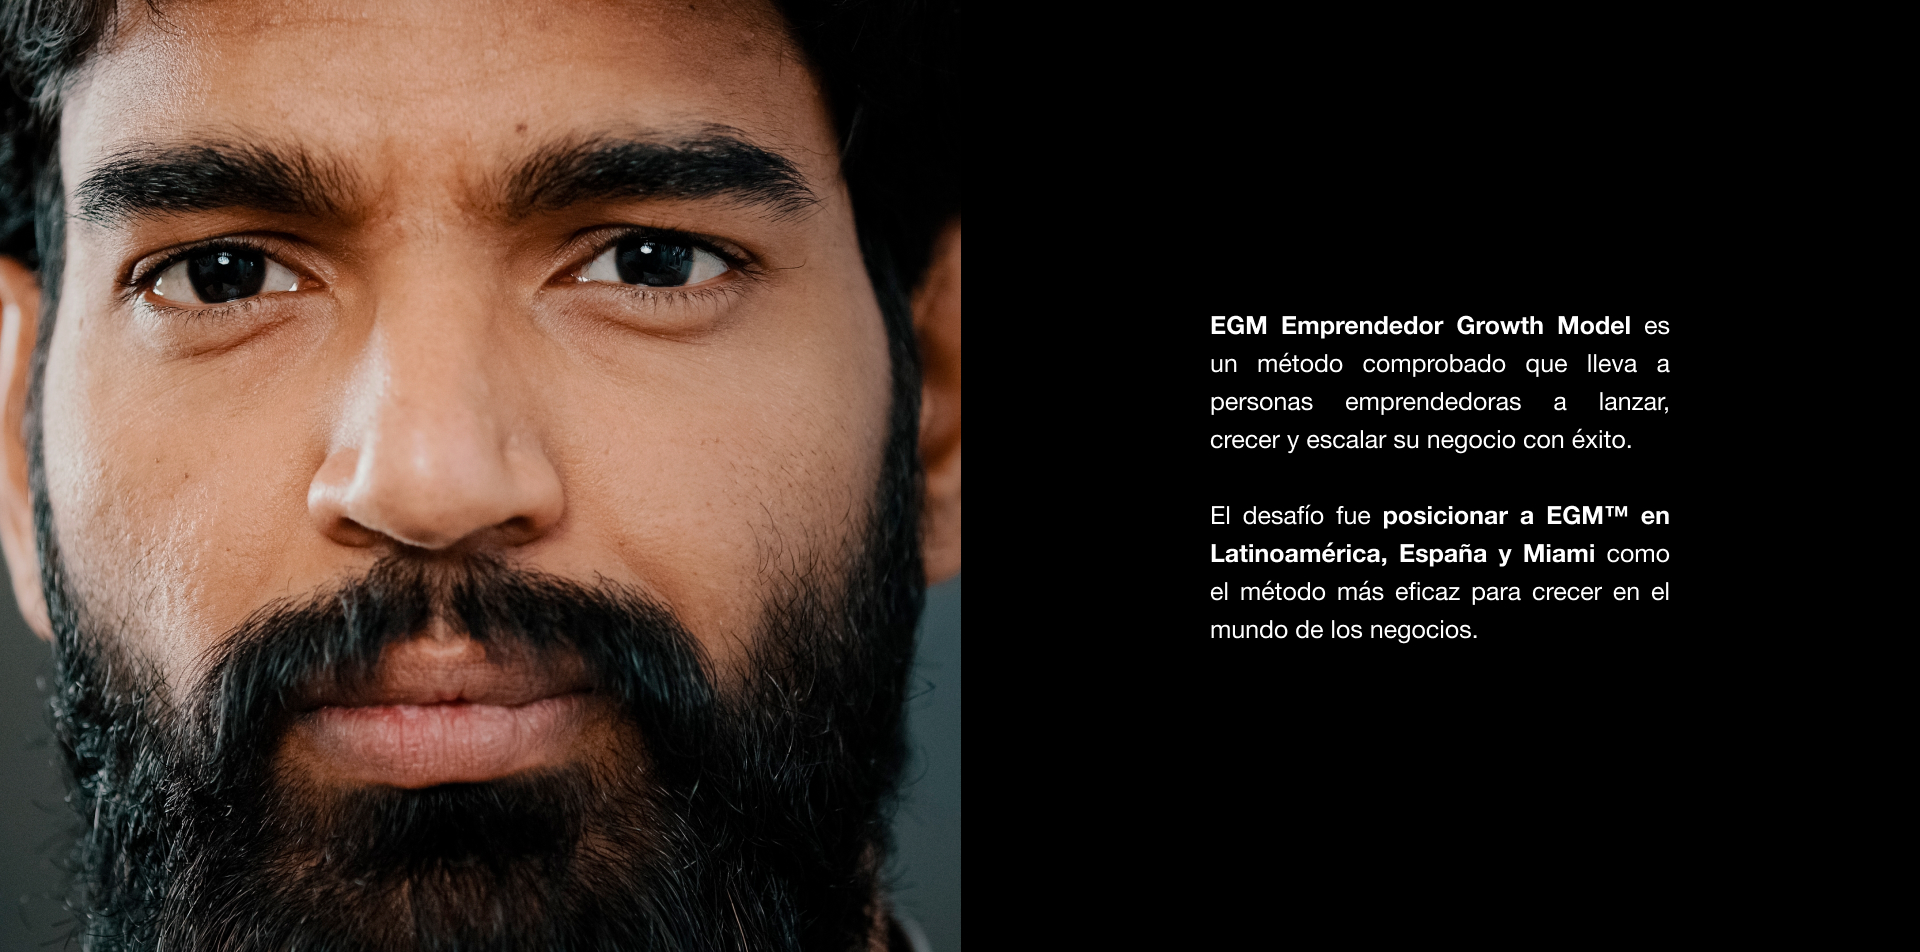 EGM Emprendedor Growth Model es
un método comprobado que lleva a
personas emprendedoras a lanzar,
crecer y escalar su negocio con éxito.
El desafío fue posicionar a EGM™ en
Latinoamérica, España y Miami como
el método más eficaz para crecer en el
mundo de los negocios.